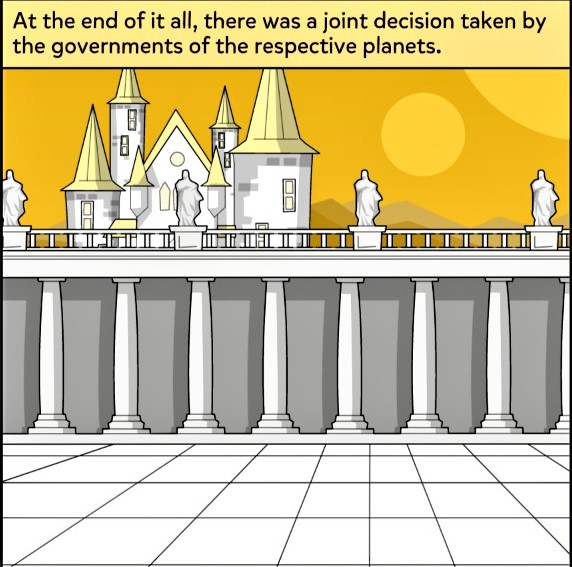 At the end of it all, there was a joint decision taken by
the governments of the respective planets.